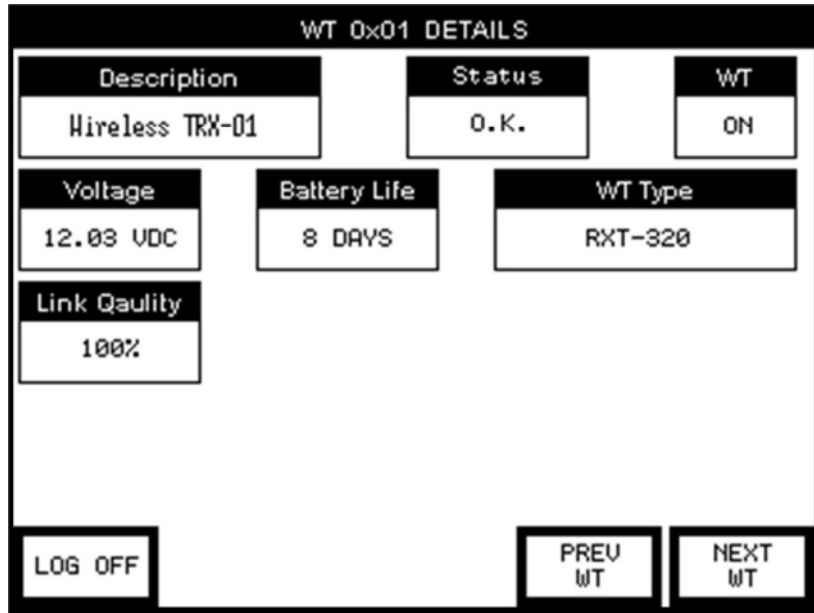 WT 0x01 DETAILS
Description Status WT
Wireless TRX-01 O.K. ON
Voltage Battery Life WT Type
12.03 VDC 8 DAYS RXT-320
Link Qaulity
100%
LOG OFF
PREV WT
NEXT WT